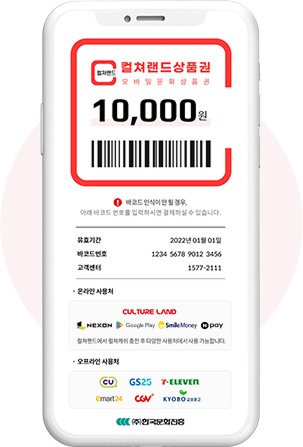 컬쳐랜드
컬쳐랜드상품권
모바일문화상품권
10,000원
바코드 인식이 안 될 경우,
아래 바코드 번호를 입력하시면 결제하실 수 있습니다.
유효기간 2022년 01월 01일
바코드번호 1234 5678 9012 3456
고객센터 1577-2111
· 온라인 사용처
CULTURE LAND
NEXON Google Play SmileMoney N pay
컬쳐랜드에서 컬쳐캐쉬 충전 후 다양한 사용처에서 사용 가능합니다.
· 오프라인 사용처
CU GS25 7-ELEVEN
emart24 CGV KYOBO 교보문고
(주)한국문화진흥